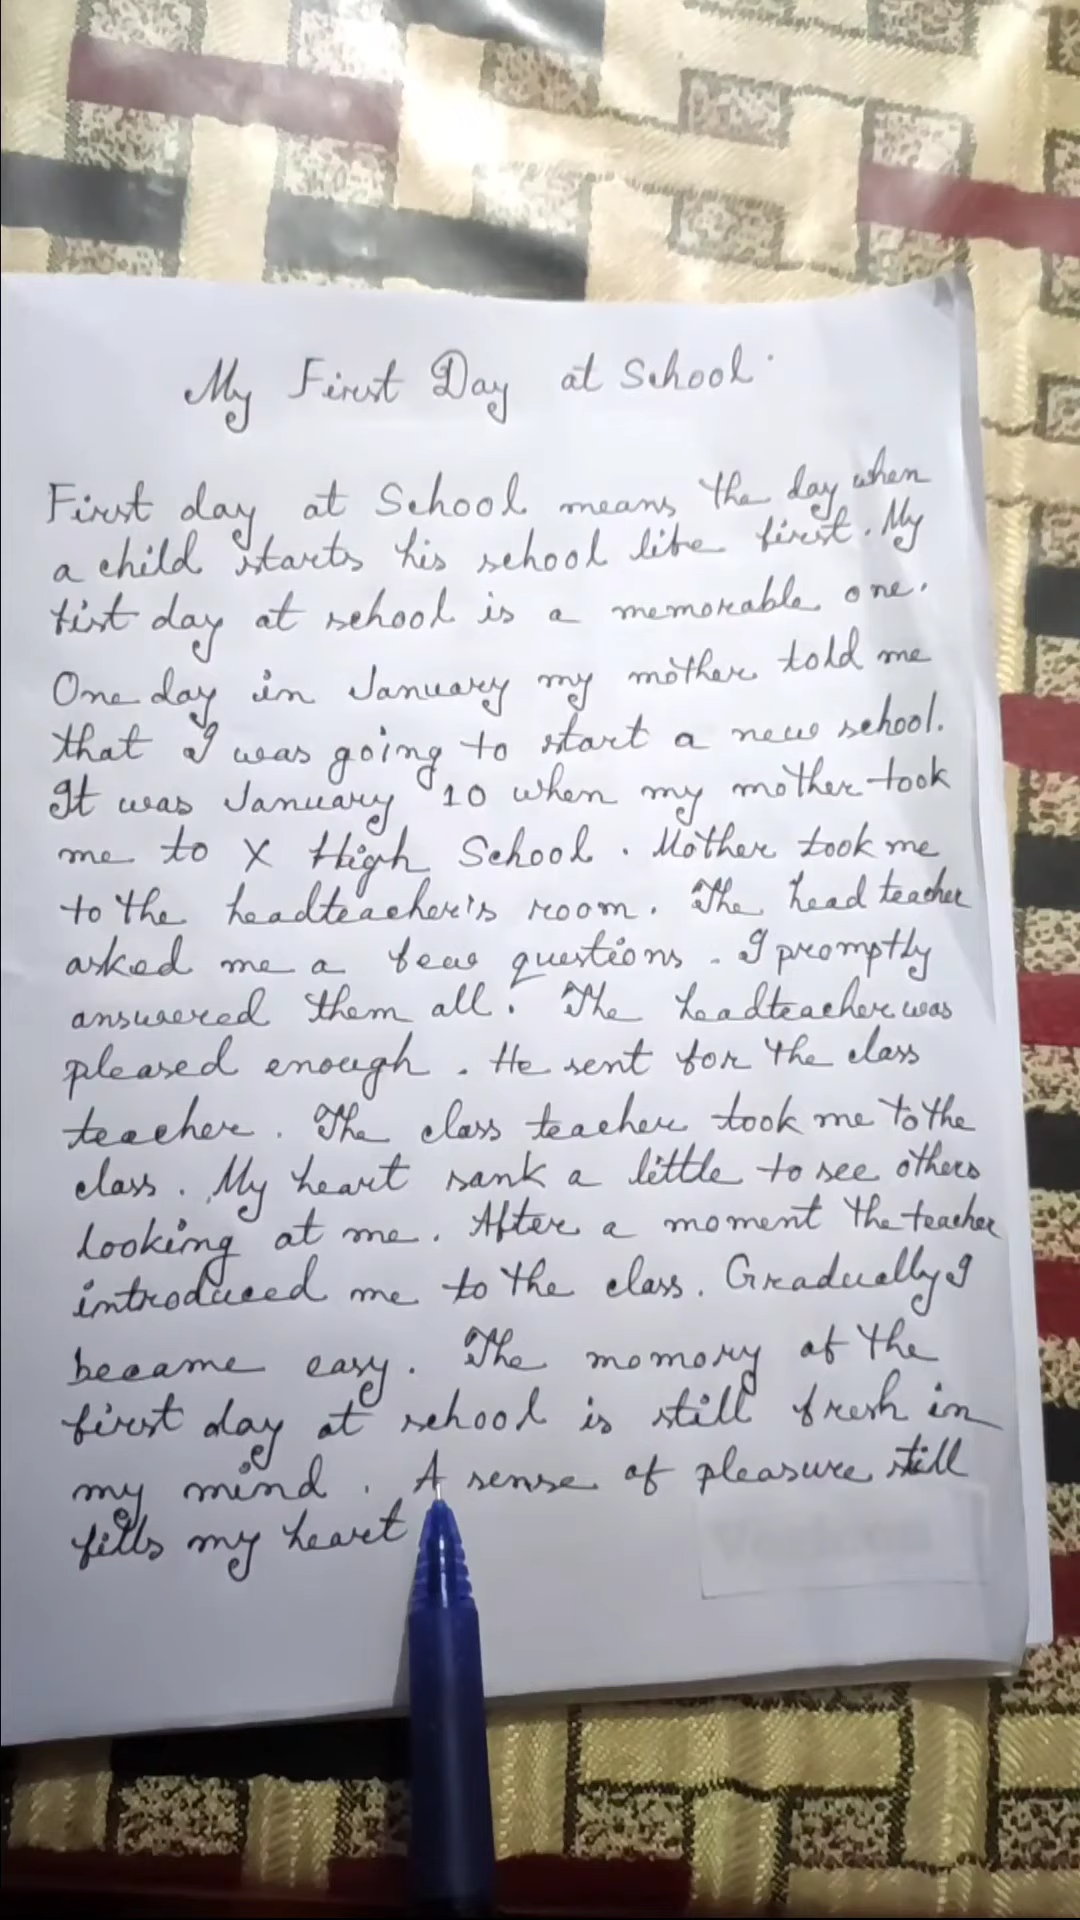 My First Day at School
First day at School means the day when
a child starts his school life first. My
fist day at school is a memorable one.
One day in January my mother told me
that I was going to start a new school.
It was January 10 when my mother took
me to X High School. Mother took me
to the headteacher's room. The head teacher
asked me a few questions. I promptly
answered them all. The headteacher was
pleased enough. He sent for the class
teacher. The class teacher took me to the
class. My heart sank a little to see others
looking at me. After a moment the teacher
introduced me to the class. Gradually I
became easy. The momory of the
first day at school is still fresh in
my mind. A sense of pleasure still
fills my heart